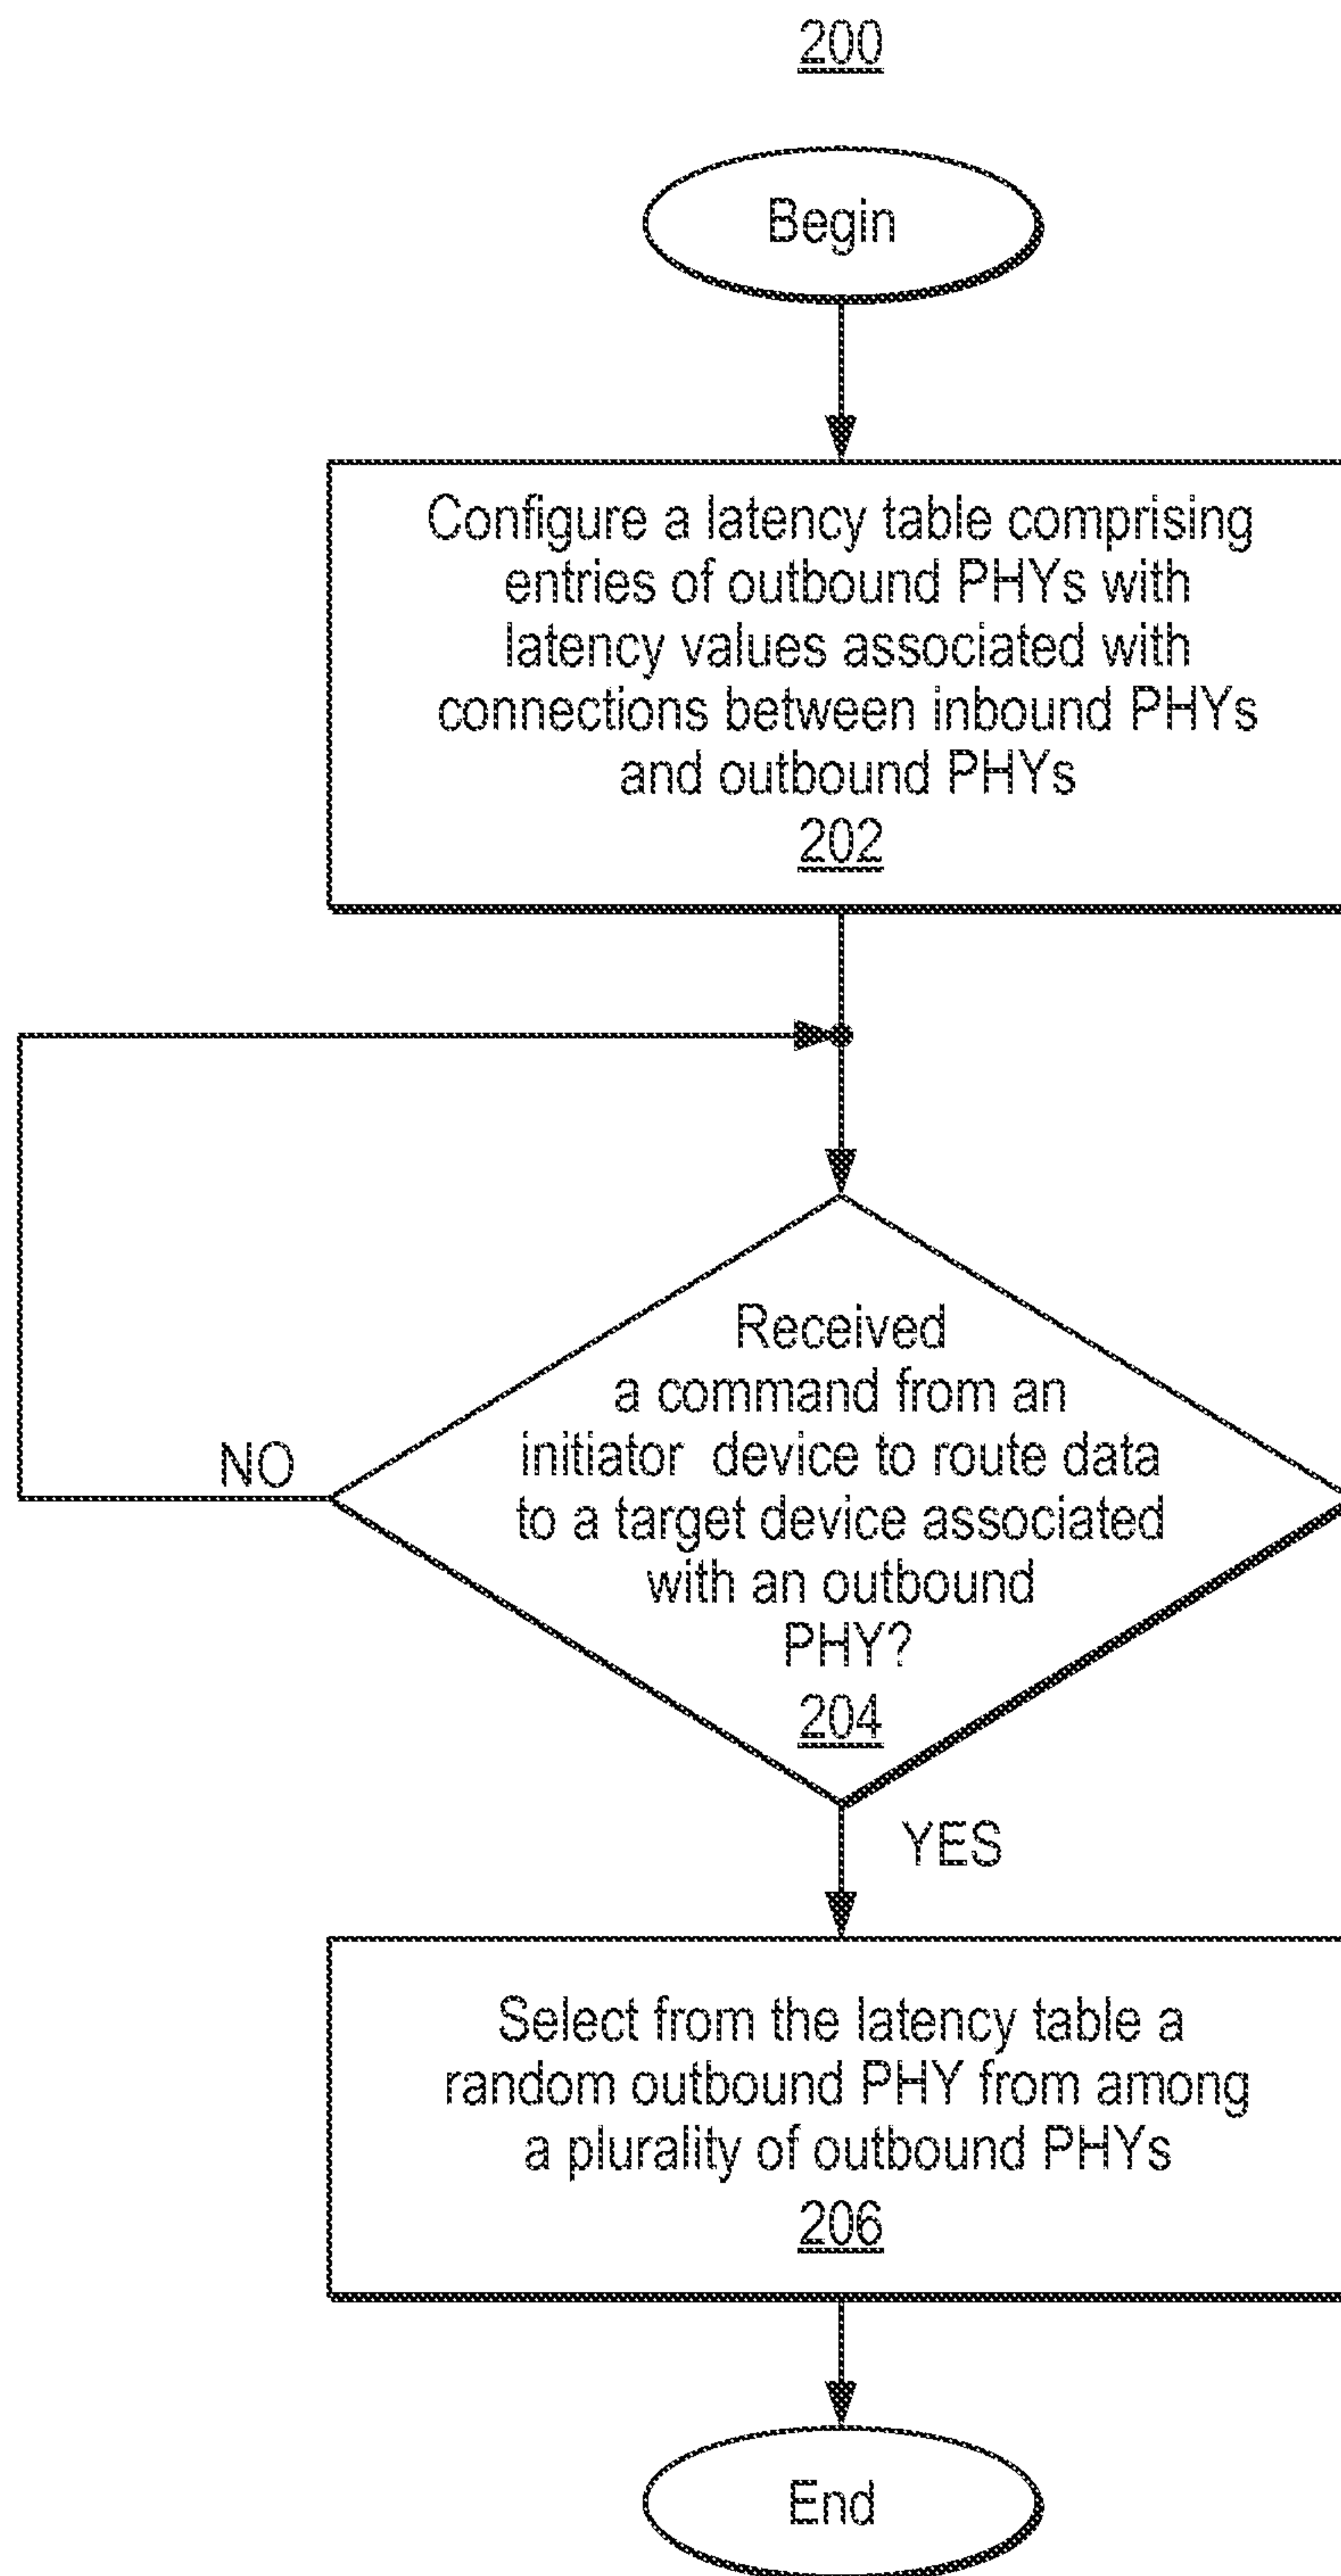 200
Begin
Configure a latency table comprising
entries of outbound PHYs with
latency values associated with
connections between inbound PHYs
and outbound PHYs
202
Received
a command from an
initiator device to route data
to a target device associated
with an outbound
PHY?
204
NO
YES
Select from the latency table a
random outbound PHY from among
a plurality of outbound PHYs
206
End